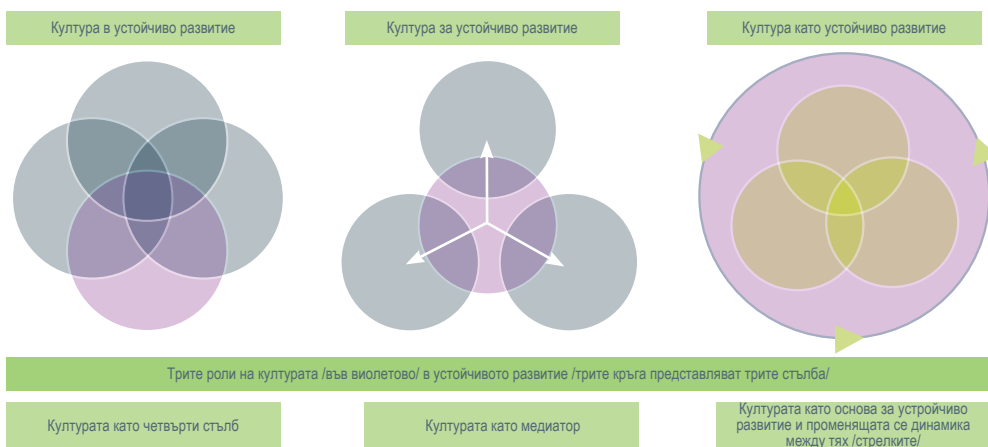 Култура в устойчиво развитие
Култура за устойчиво развитие
Култура като устойчиво развитие
Трите роли на културата /във виолетово/ в устойчивото развитие /трите кръга представляват трите стълба/
Културата като четвърти стълб
Културата като медиатор
Културата като основа за устройчиво
развитие и променящата се динамика
между тях /стрелките/